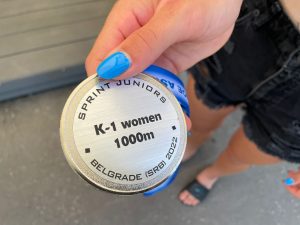 SPRINT JUNIORS
K-1 women
1000m
BELGRADE (SRB) 2022